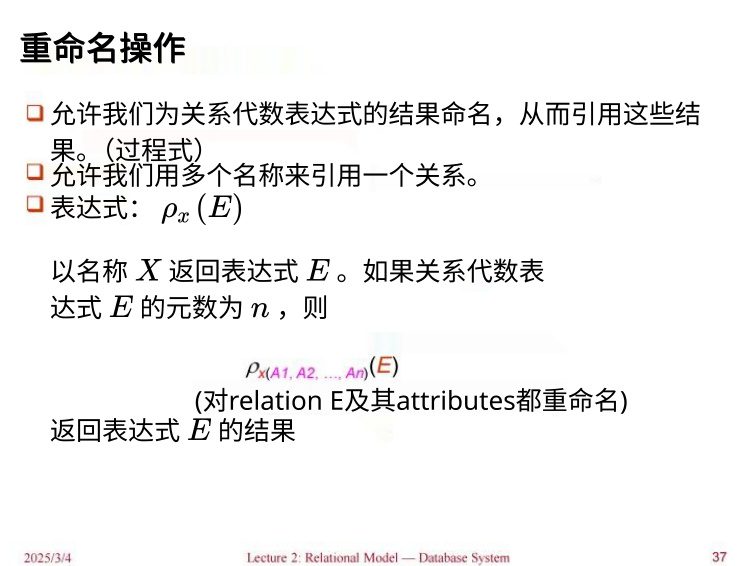 重命名操作
允许我们为关系代数表达式的结果命名，从而引用这些结
果。（过程式）
允许我们用多个名称来引用一个关系。
表达式： ρₓ (E)
以名称 X 返回表达式 E 。如果关系代数表
达式 E 的元数为 n ，则
ρx(A1, A2, …, An)(E)
(对relation E及其attributes都重命名)
返回表达式 E 的结果
2025/3/4 Lecture 2: Relational Model — Database System 37